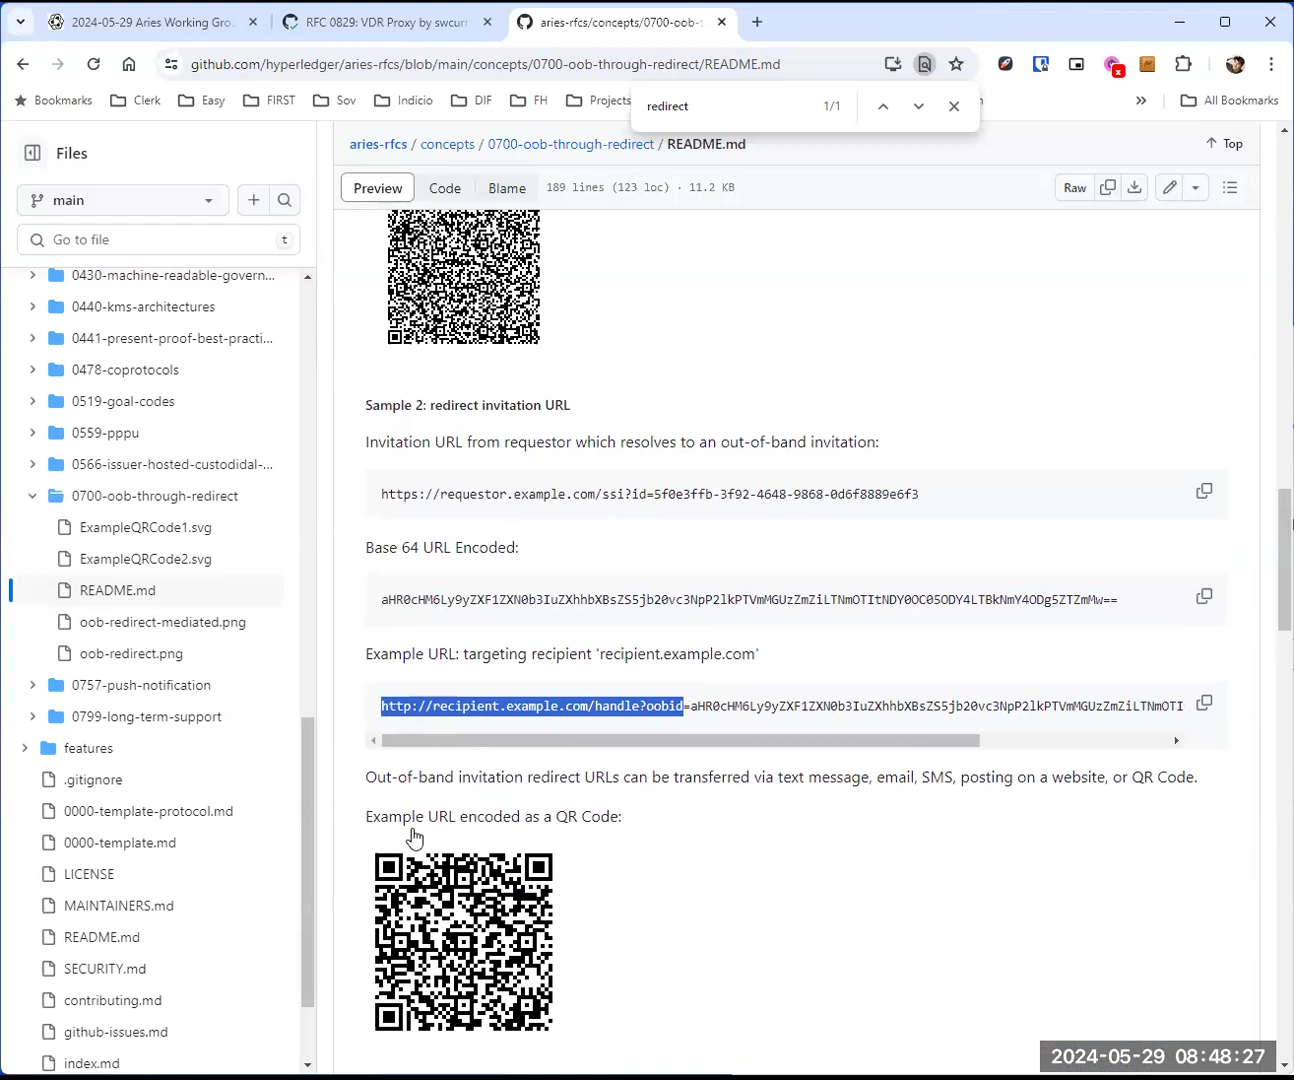 2024-05-29 Aries Working Gro
RFC 0829: VDR Proxy by swcurr
aries-rfcs/concepts/0700-oob-t
github.com/hyperledger/aries-rfcs/blob/main/concepts/0700-oob-through-redirect/README.md
Bookmarks
Clerk
Easy
FIRST
Sov
Indicio
DIF
FH
Projects
»
All Bookmarks
redirect
1/1
Files
main
Go to file
t
0430-machine-readable-govern...
0440-kms-architectures
0441-present-proof-best-practi...
0478-coprotocols
0519-goal-codes
0559-pppu
0566-issuer-hosted-custodidal-...
0700-oob-through-redirect
ExampleQRCode1.svg
ExampleQRCode2.svg
README.md
oob-redirect-mediated.png
oob-redirect.png
0757-push-notification
0799-long-term-support
features
.gitignore
0000-template-protocol.md
0000-template.md
LICENSE
MAINTAINERS.md
README.md
SECURITY.md
contributing.md
github-issues.md
index.md
aries-rfcs / concepts / 0700-oob-through-redirect / README.md
Top
Preview
Code
Blame
189 lines (123 loc) · 11.2 KB
Raw
Sample 2: redirect invitation URL
Invitation URL from requestor which resolves to an out-of-band invitation:
https://requestor.example.com/ssi?id=5f0e3ffb-3f92-4648-9868-0d6f8889e6f3
Base 64 URL Encoded:
aHR0cHM6Ly9yZXF1ZXN0b3IuZXhhbXBsZS5jb20vc3NpP2lkPTVmMGUzZmZiLTNmOTItNDY0OC05ODY4LTBkNmY4ODg5ZTZmMw==
Example URL: targeting recipient 'recipient.example.com'
http://recipient.example.com/handle?oobid=aHR0cHM6Ly9yZXF1ZXN0b3IuZXhhbXBsZS5jb20vc3NpP2lkPTVmMGUzZmZiLTNmOTI
Out-of-band invitation redirect URLs can be transferred via text message, email, SMS, posting on a website, or QR Code.
Example URL encoded as a QR Code:
2024-05-29 08:48:27